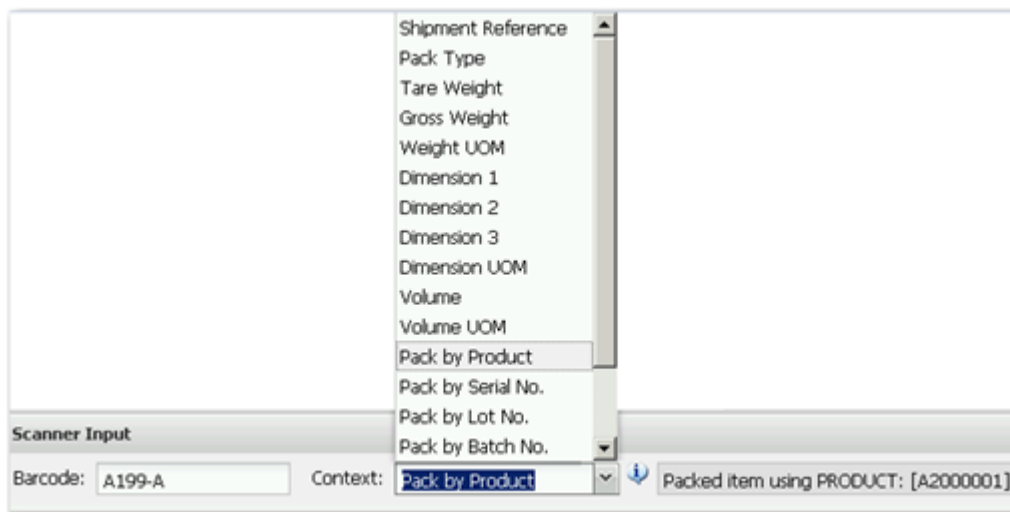 Shipment Reference
Pack Type
Tare Weight
Gross Weight
Weight UOM
Dimension 1
Dimension 2
Dimension 3
Dimension UOM
Volume
Volume UOM
Pack by Product
Pack by Serial No.
Pack by Lot No.
Pack by Batch No.
Scanner Input
Barcode: A199-A Context: Pack by Product Packed item using PRODUCT: [A2000001]